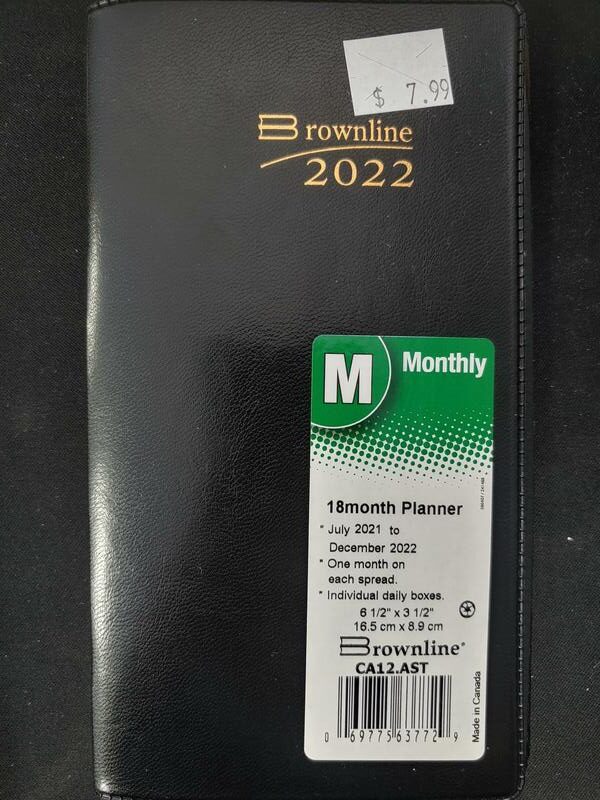 $ 7.99
Brownline
2022
M Monthly
18month Planner
* July 2021 to
December 2022
* One month on
each spread.
* Individual daily boxes.
6 1/2" x 3 1/2"
16.5 cm x 8.9 cm
Brownline®
CA12.AST
0 69775 63772 9
Made in Canada